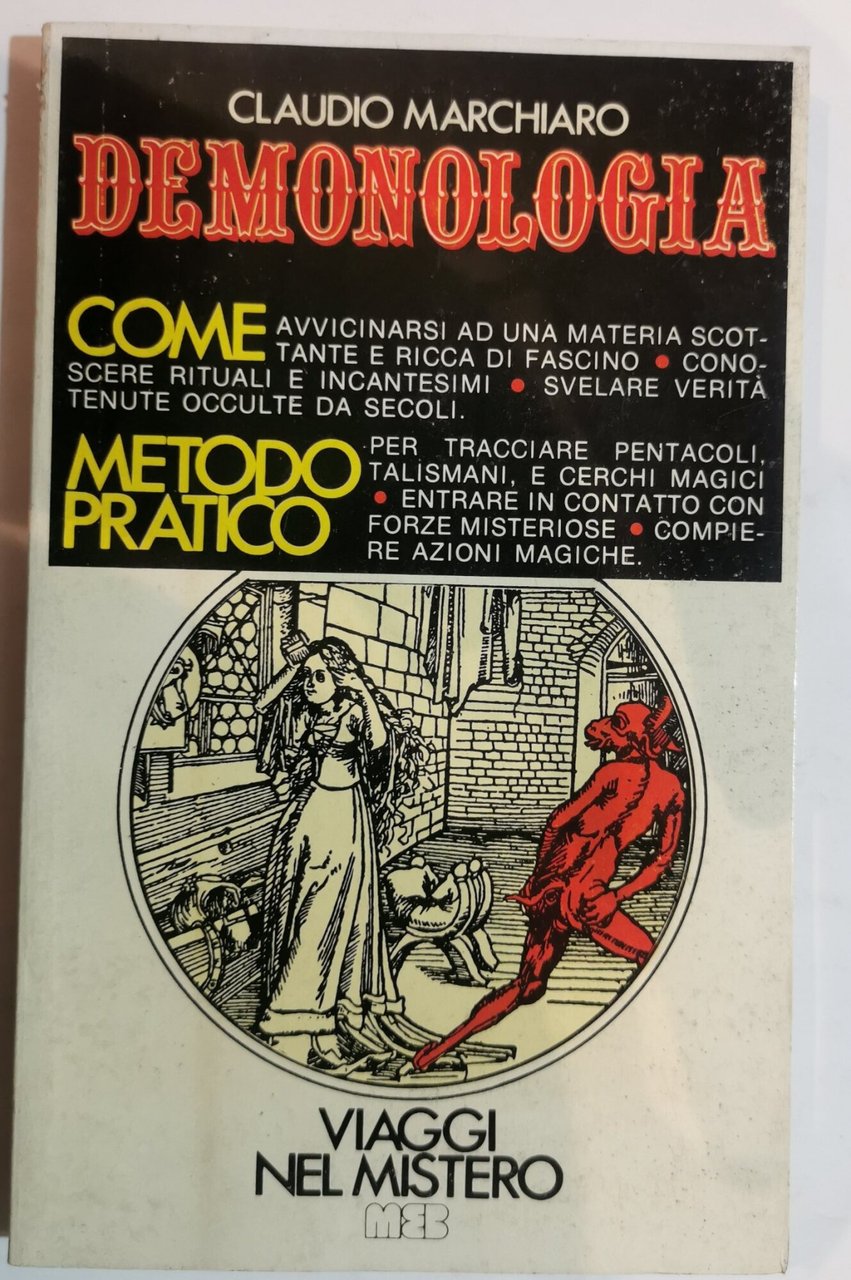 CLAUDIO MARCHIARO
DEMONOLOGIA
COME AVVICINARSI AD UNA MATERIA SCOT-
TANTE E RICCA DI FASCINO • CONO-
SCERE RITUALI E INCANTESIMI • SVELARE VERITÀ
TENUTE OCCULTE DA SECOLI.
METODO
PRATICO
PER TRACCIARE PENTACOLI,
TALISMANI, E CERCHI MAGICI
• ENTRARE IN CONTATTO CON
FORZE MISTERIOSE • COMPIE-
RE AZIONI MAGICHE.
VIAGGI
NEL MISTERO
MEB